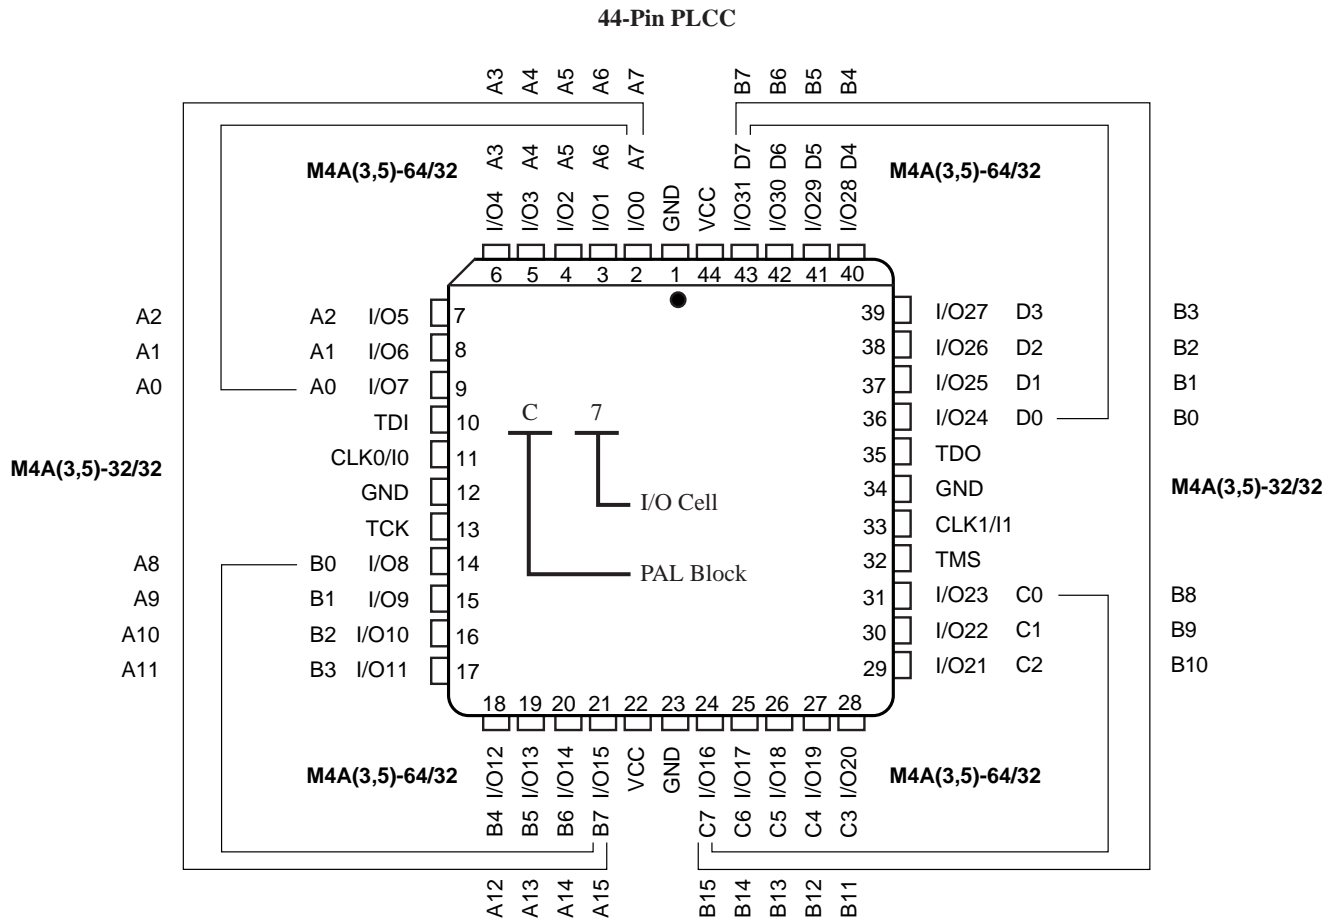 44-Pin PLCC
A3 A4 A5 A6 A7 B7 B6 B5 B4
M4A(3,5)-64/32 A3 A4 A5 A6 A7 D7 D6 D5 D4 M4A(3,5)-64/32
I/O4 I/O3 I/O2 I/O1 I/O0 GND VCC I/O31 I/O30 I/O29 I/O28
6 5 4 3 2 1 44 43 42 41 40
A2 A2 I/O5 7 39 I/O27 D3 B3
A1 A1 I/O6 8 38 I/O26 D2 B2
A0 A0 I/O7 9 37 I/O25 D1 B1
TDI 10 C 7 36 I/O24 D0 B0
CLK0/I0 11 35 TDO
M4A(3,5)-32/32
GND 12 I/O Cell 34 GND M4A(3,5)-32/32
TCK 13 33 CLK1/I1
A8 B0 I/O8 14 PAL Block 32 TMS
A9 B1 I/O9 15 31 I/O23 C0 B8
A10 B2 I/O10 16 30 I/O22 C1 B9
A11 B3 I/O11 17 29 I/O21 C2 B10
18 19 20 21 22 23 24 25 26 27 28
M4A(3,5)-64/32 I/O12 I/O13 I/O14 I/O15 VCC GND I/O16 I/O17 I/O18 I/O19 I/O20 M4A(3,5)-64/32
B4 B5 B6 B7 C7 C6 C5 C4 C3
A12 A13 A14 A15 B15 B14 B13 B12 B11